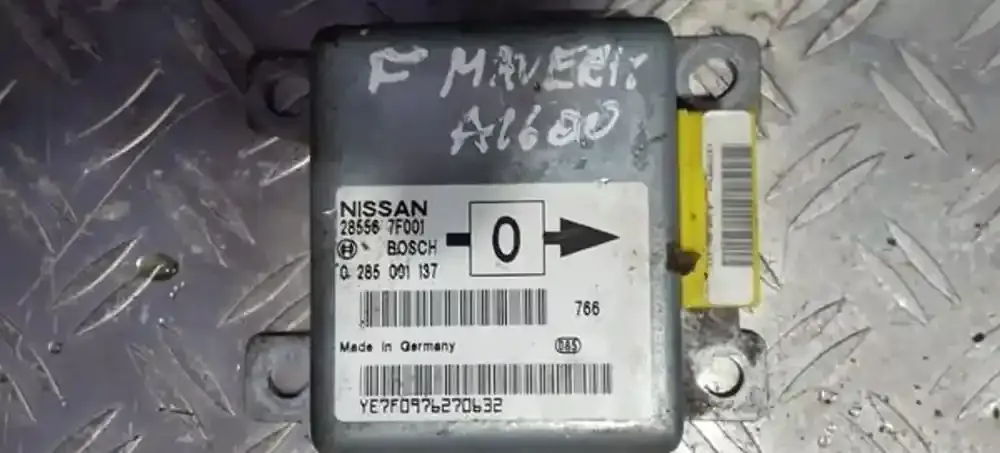 F MAVERIK
A1600
NISSAN
28556 7F001
BOSCH
0 285 001 137
0
766
Made in Germany
YE7F0976270632